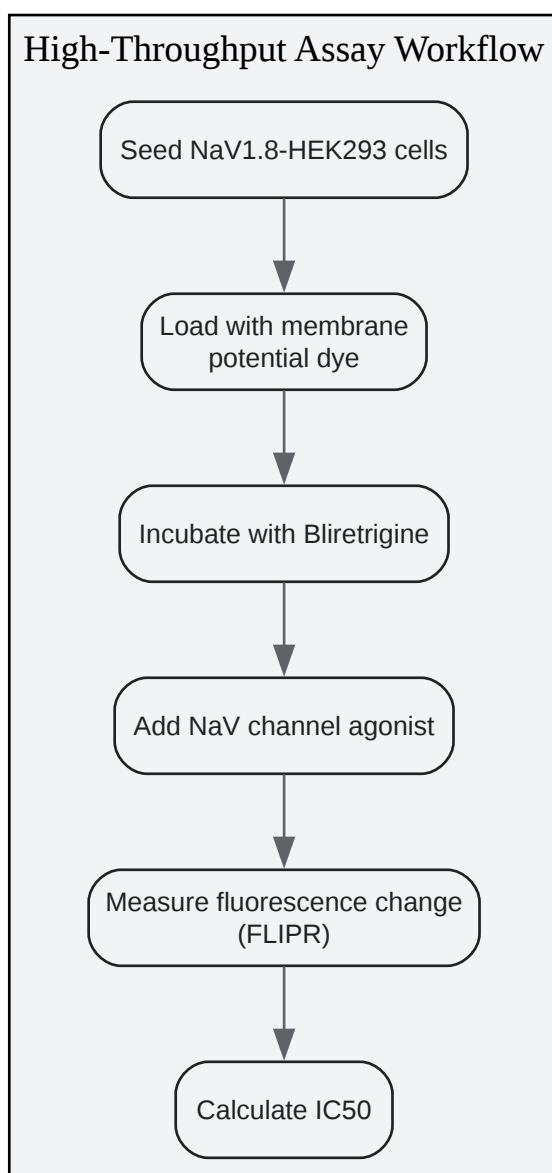 High-Throughput Assay Workflow
Seed NaV1.8-HEK293 cells
Load with membrane
potential dye
Incubate with Bliretrigine
Add NaV channel agonist
Measure fluorescence change
(FLIPR)
Calculate IC50